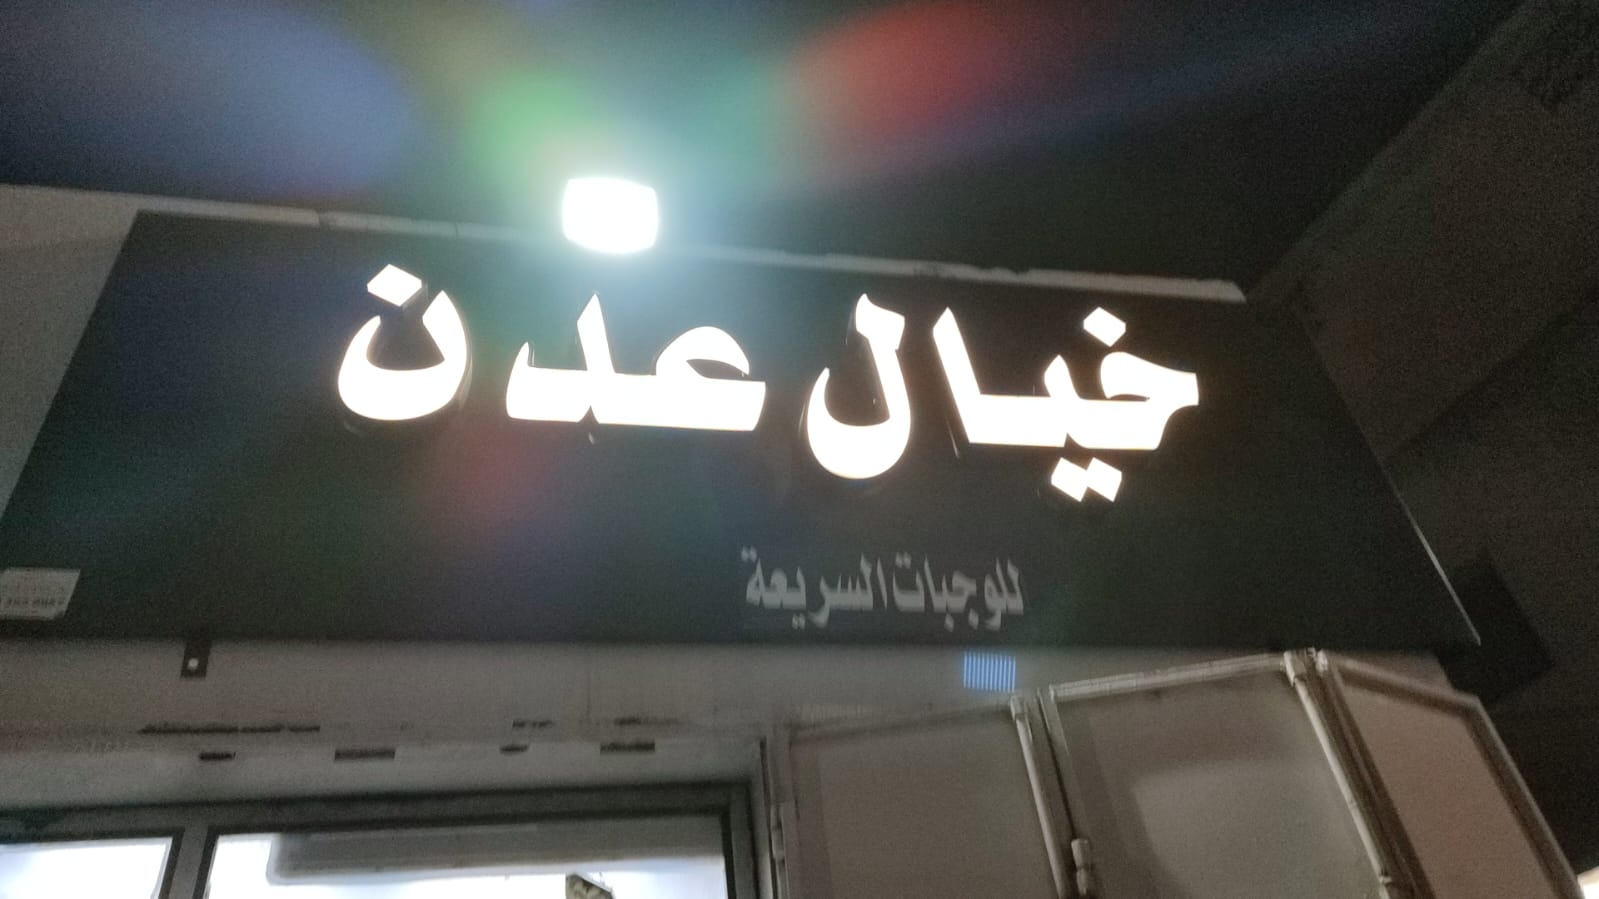 خيال عدن
للوجبات السريعة